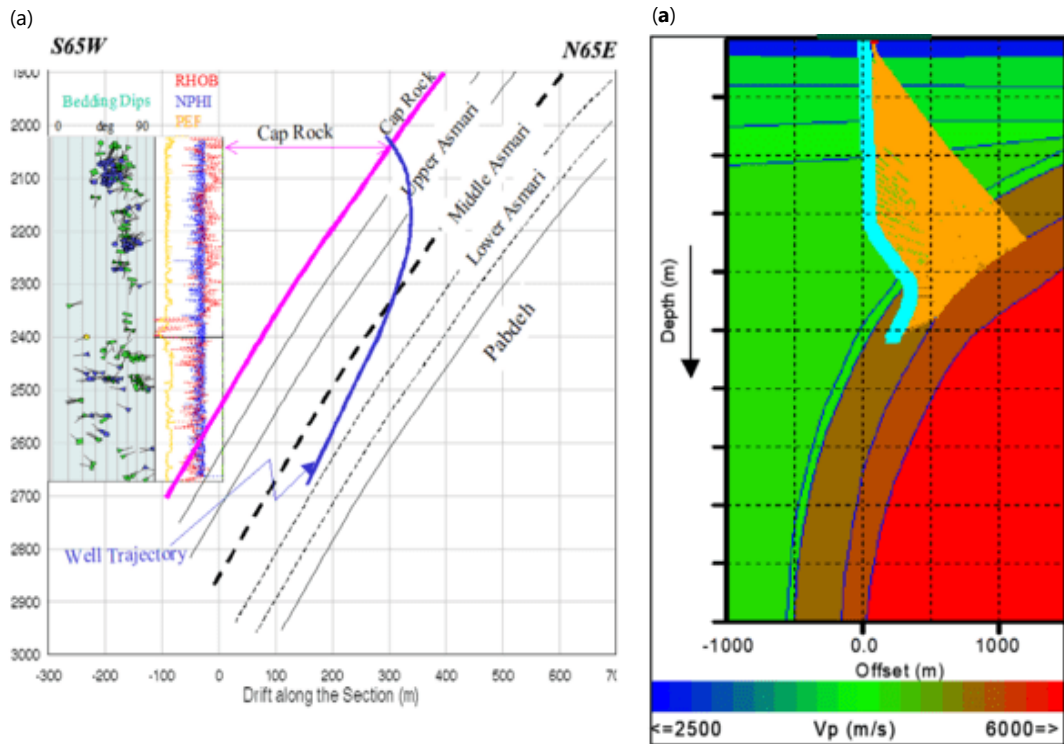 (a)
S65W
N65E
1900
2000
2100
2200
2300
2400
2500
2600
2700
2800
2900
3000
RHOB
NPHI
PEF
Bedding Dips
0 deg 90
Cap Rock
Cap Rock
Upper Asmari
Middle Asmari
Lower Asmari
Pabdeh
Well Trajectory
-300 -200 -100 0 100 200 300 400 500 600
Drift along the Section (m)
(a)
Depth (m)
-1000 0.0 1000
Offset (m)
<=2500 Vp (m/s) 6000=>